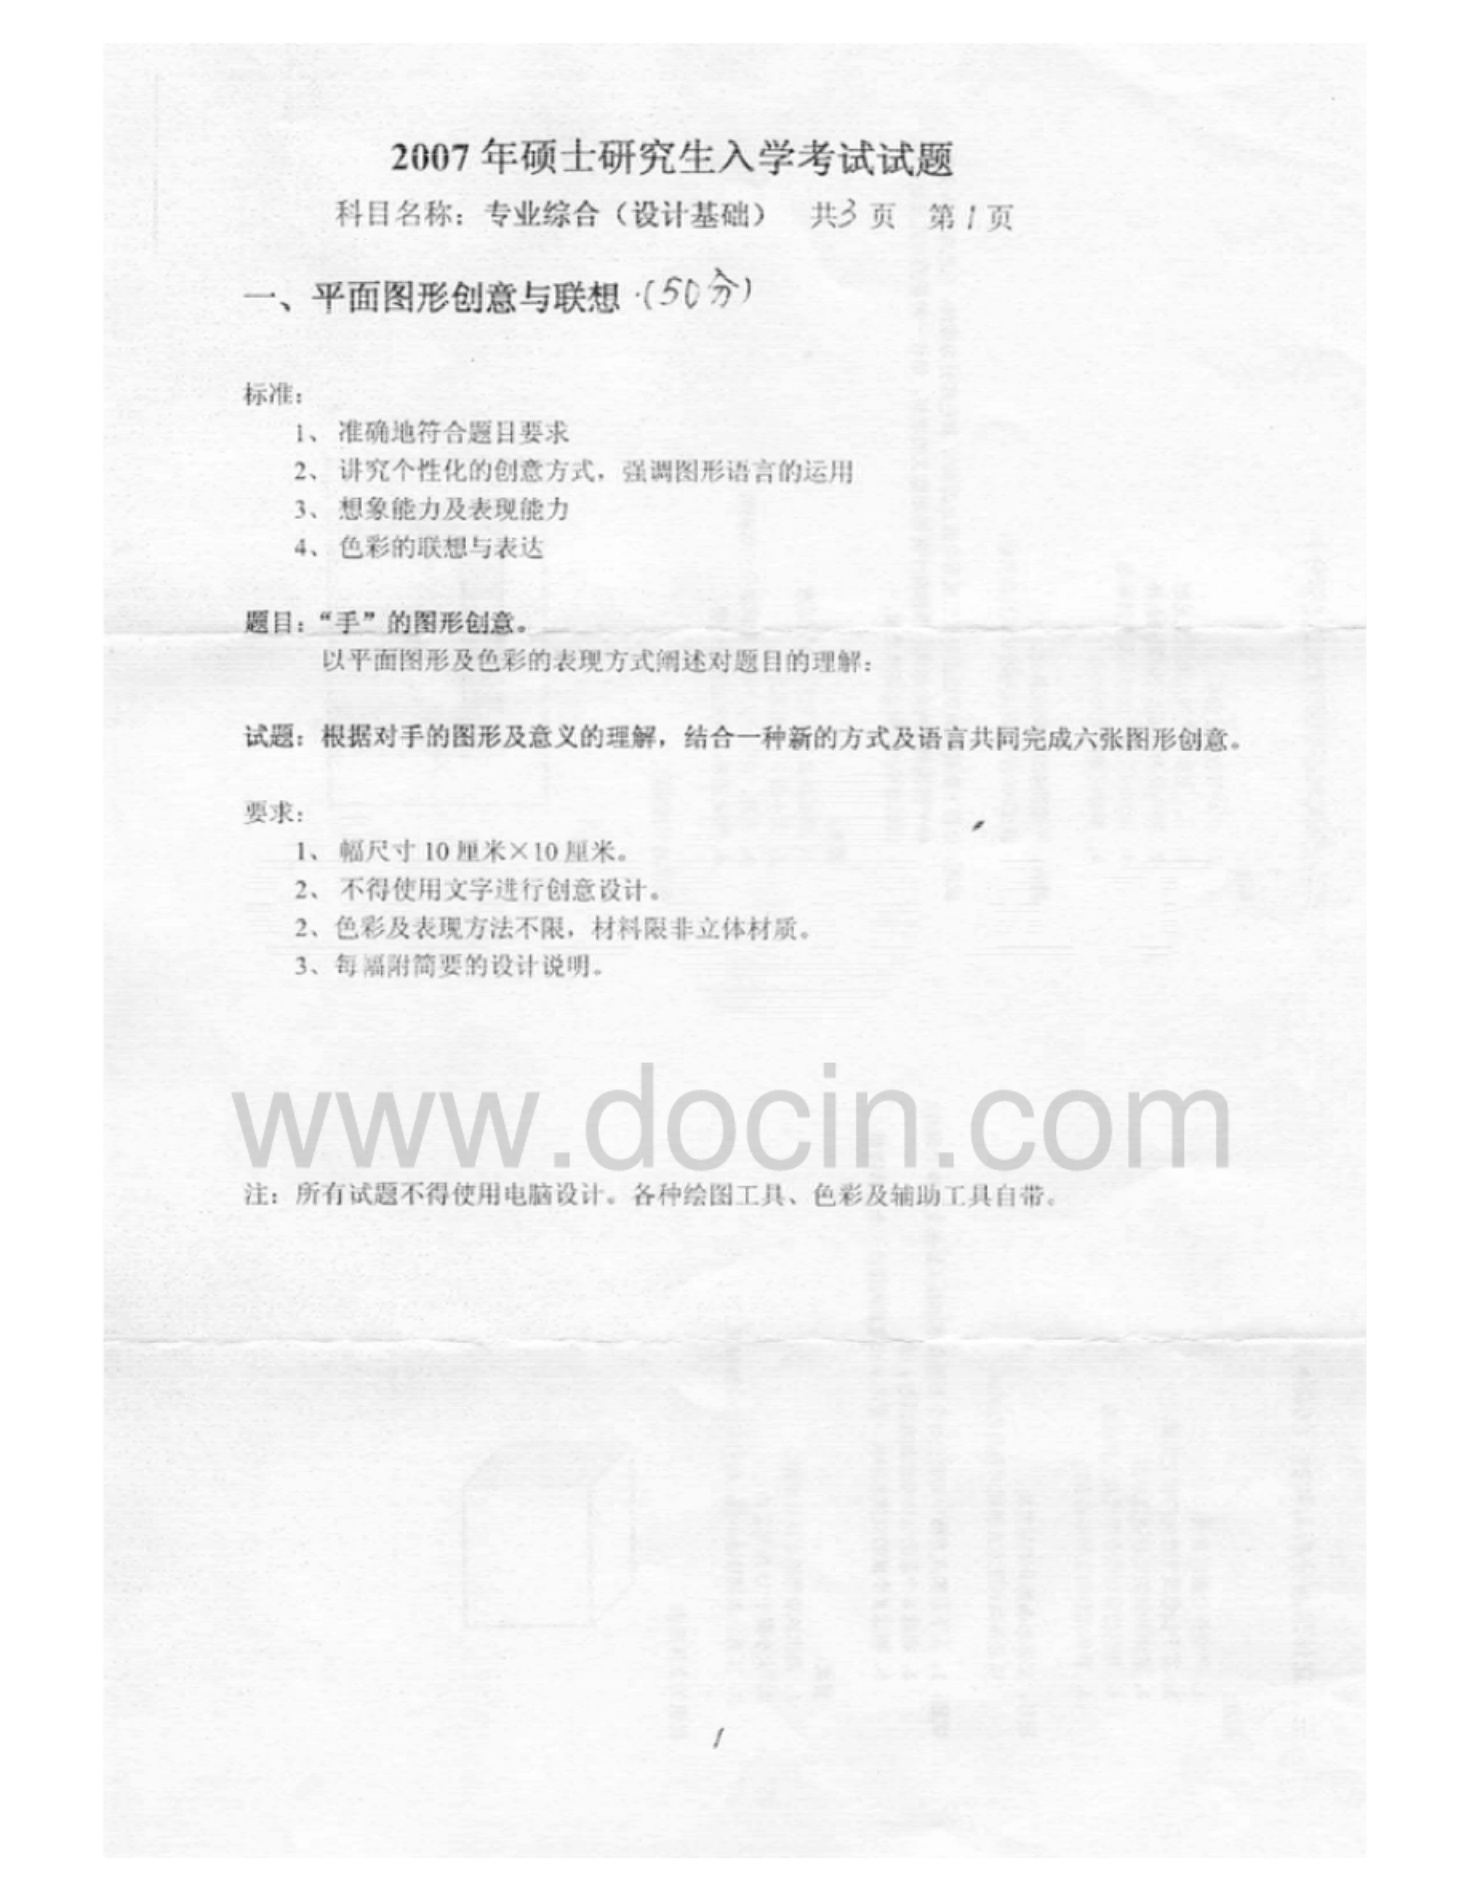 2007 年硕士研究生入学考试试题
科目名称：专业综合（设计基础） 共3页 第1页
一、平面图形创意与联想（50分）
标准：
1、 准确地符合题目要求
2、 讲究个性化的创意方式，强调图形语言的运用
3、 想象能力及表现能力
4、 色彩的联想与表达
题目：“手”的图形创意。
以平面图形及色彩的表现方式阐述对题目的理解：
试题：根据对手的图形及意义的理解，结合一种新的方式及语言共同完成六张图形创意。
要求：
1、 幅尺寸 10 厘米×10 厘米。
2、 不得使用文字进行创意设计。
2、色彩及表现方法不限，材料限非立体材质。
3、每幅附简要的设计说明。
www.docin.com
注：所有试题不得使用电脑设计。各种绘图工具、色彩及辅助工具自带。
1